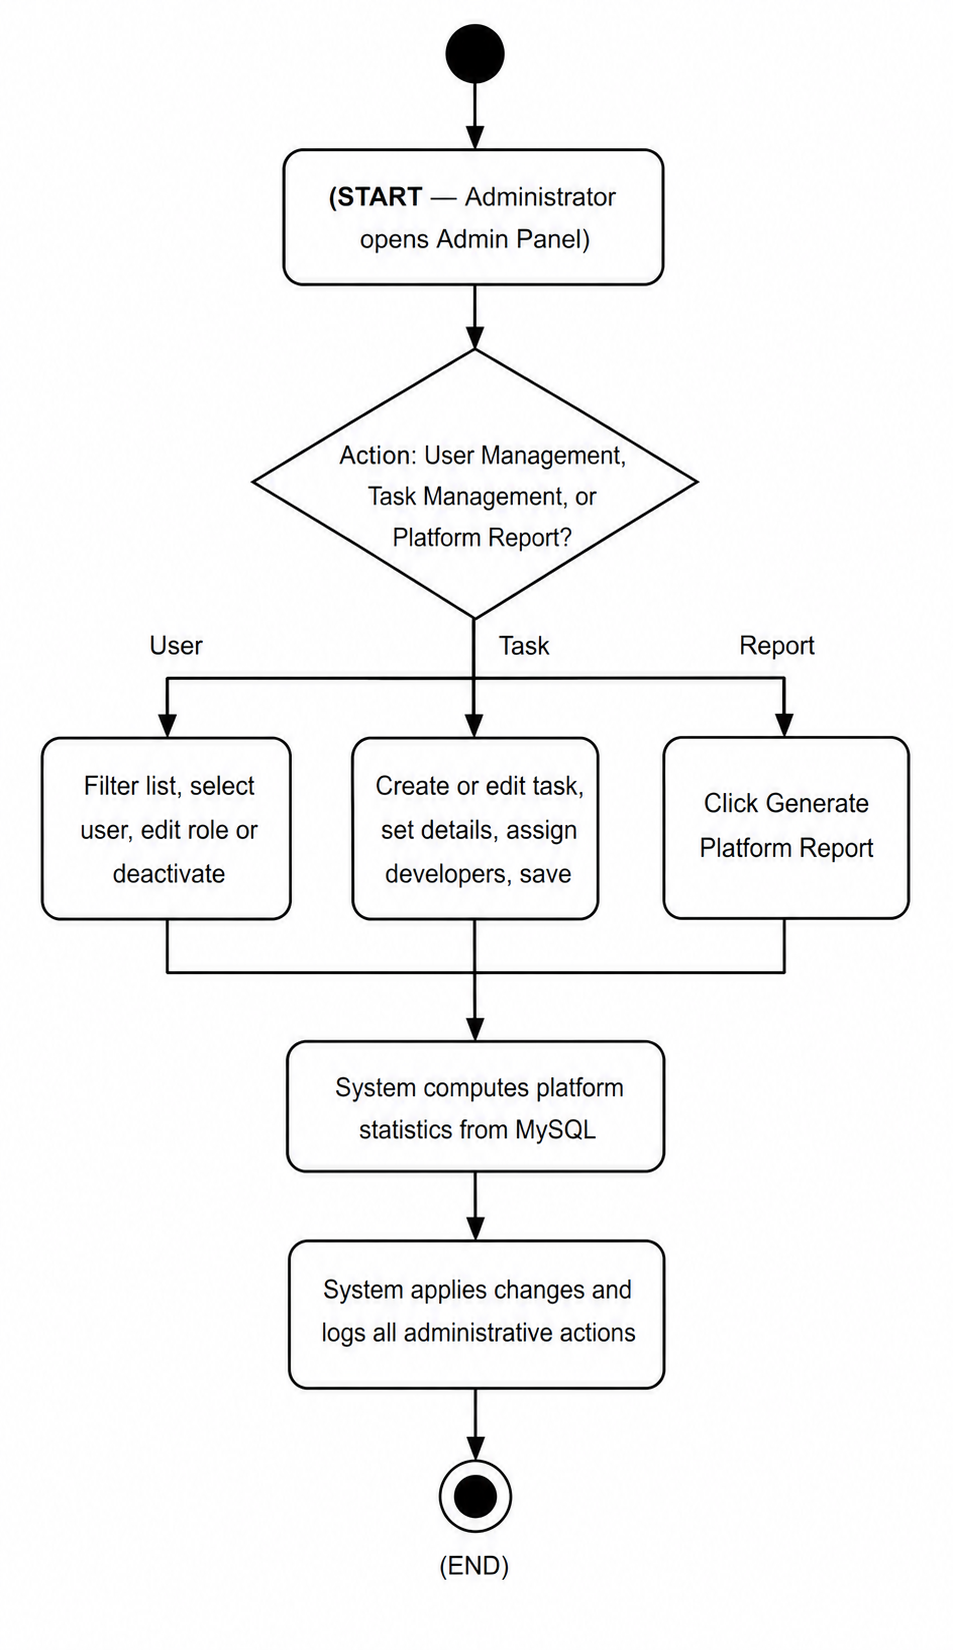 (START — Administrator
opens Admin Panel)
Action: User Management,
Task Management, or
Platform Report?
User
Task
Report
Filter list, select
user, edit role or
deactivate
Create or edit task,
set details, assign
developers, save
Click Generate
Platform Report
System computes platform
statistics from MySQL
System applies changes and
logs all administrative actions
(END)